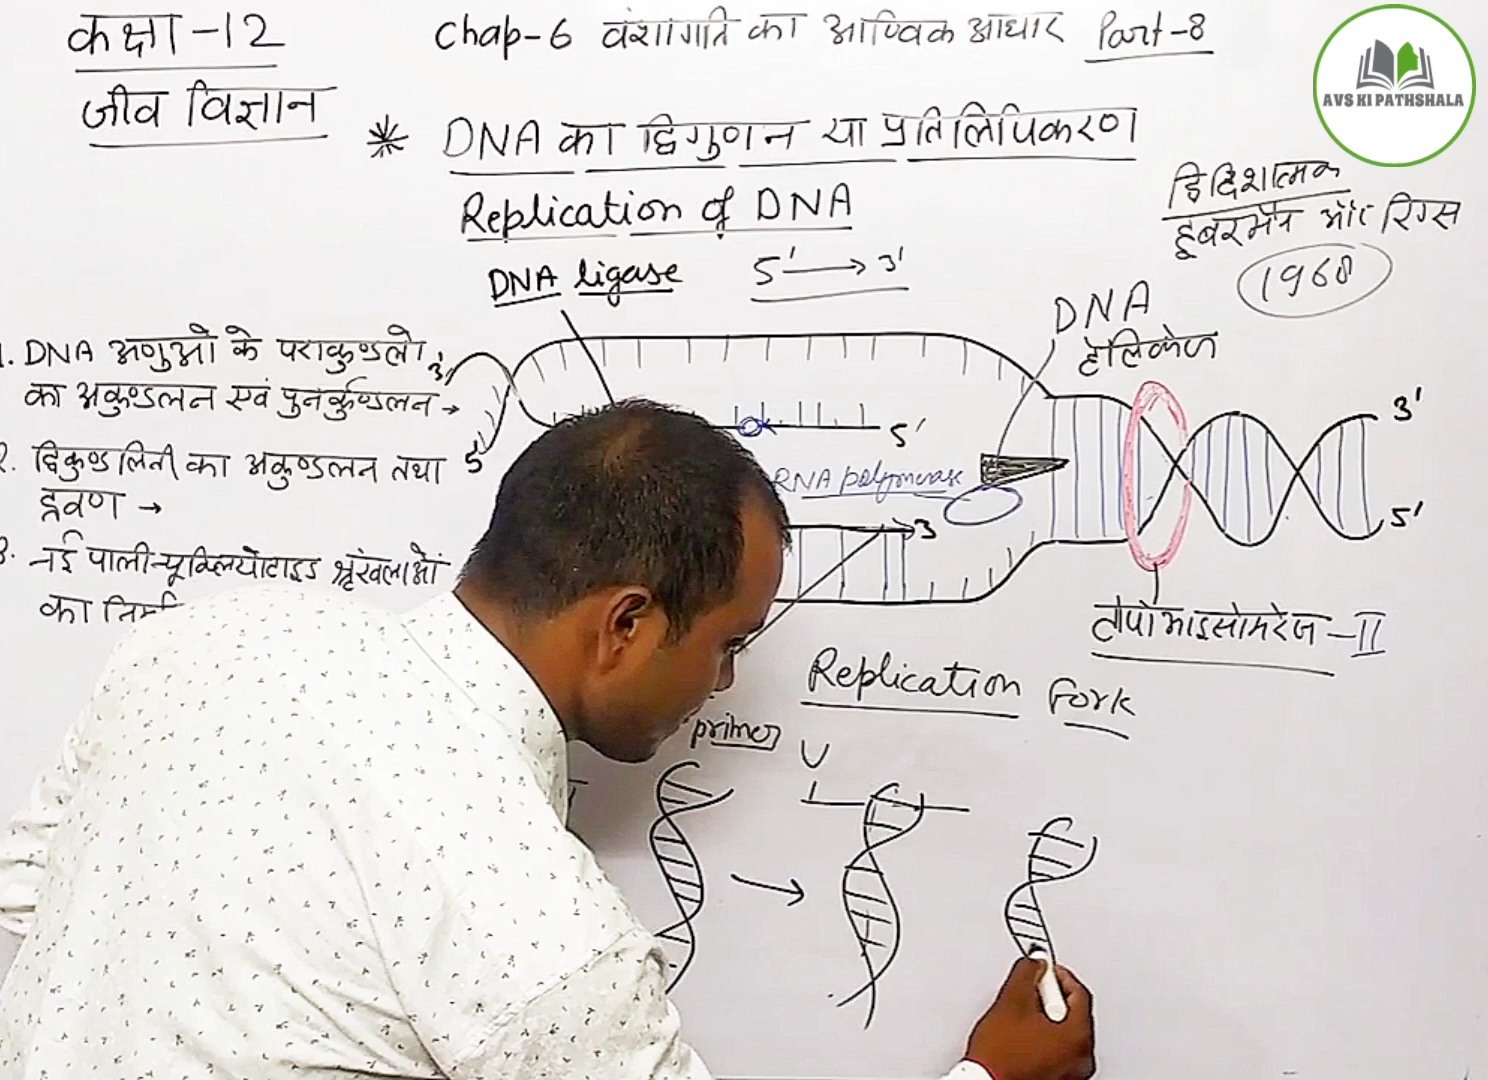 कक्षा-12
जीव विज्ञान
Chap-6 वंशागति का आण्विक आधार Part-8
AVS KI PATHSHALA
* DNA का द्विगुणन या प्रतिलिपिकरण
Replication of DNA
5' → 3'
द्विदिशात्मक
हूबरमैन और रिग्स
1968
DNA ligase
DNA
हेलिकेज
1. DNA अणुओ के पराकुण्डलो
का अकुण्डलन एवं पुनर्कुण्डलन →
2. द्विकुण्डलिनी का अकुण्डलन तथा
द्रवण →
3. नई पालीन्यूक्लियोटाइड श्रृंखलाओं
का
3'
5'
5'
RNA polymerase
3
3'
5'
टोपोआइसोमरेज-II
Replication Fork
primer